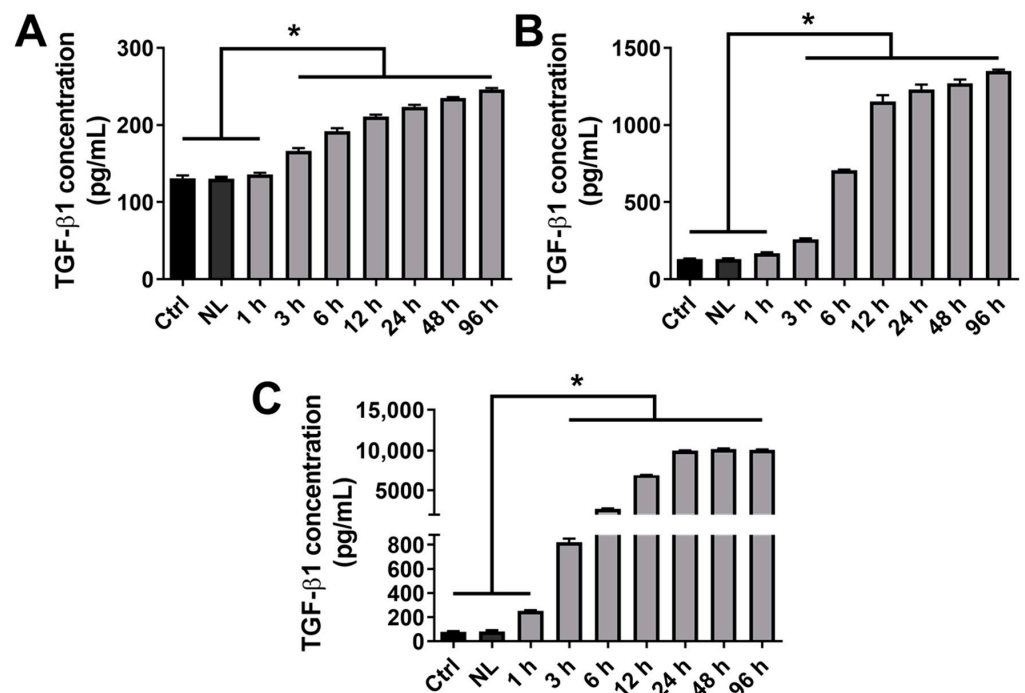 A
TGF-β1 concentration
(pg/mL)
300
200
100
0
*
Ctrl
NL
1 h
3 h
6 h
12 h
24 h
48 h
96 h
B
TGF-β1 concentration
(pg/mL)
1500
1000
500
0
*
Ctrl
NL
1 h
3 h
6 h
12 h
24 h
48 h
96 h
C
TGF-β1 concentration
(pg/mL)
15,000
10,000
5000
800
600
400
200
0
*
Ctrl
NL
1 h
3 h
6 h
12 h
24 h
48 h
96 h